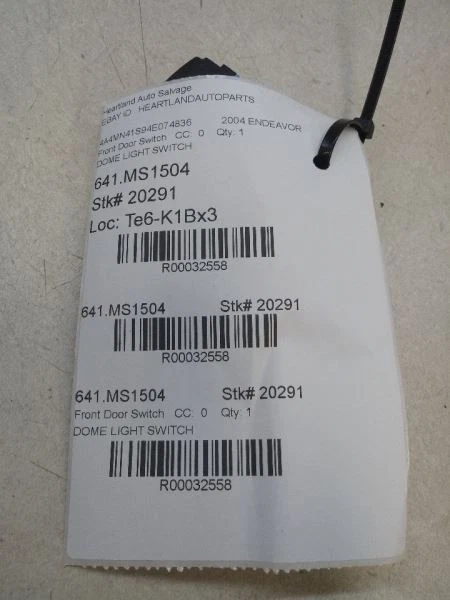 Heartland Auto Salvage
EBAY ID HEARTLANDAUTOPARTS
4A4MN41S94E074836 2004 ENDEAVOR
Front Door Switch CC: 0 Qty: 1
DOME LIGHT SWITCH
641.MS1504
Stk# 20291
Loc: Te6-K1Bx3
R00032558
641.MS1504 Stk# 20291
R00032558
641.MS1504 Stk# 20291
Front Door Switch CC: 0 Qty: 1
DOME LIGHT SWITCH
R00032558